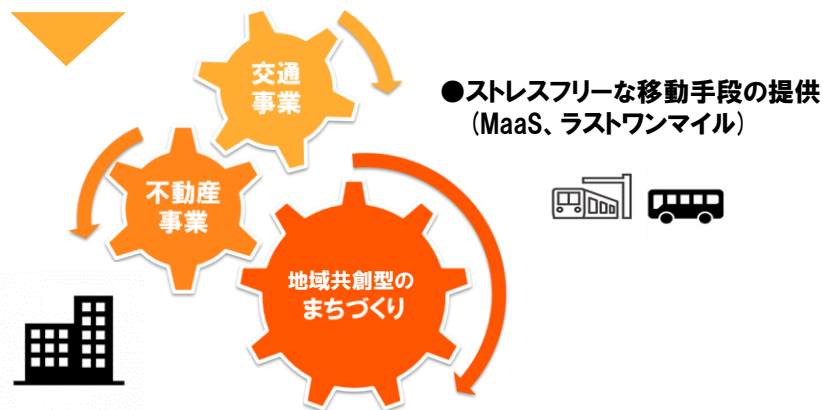 交通
事業
●ストレスフリーな移動手段の提供
(MaaS、ラストワンマイル)
不動産
事業
地域共創型の
まちづくり